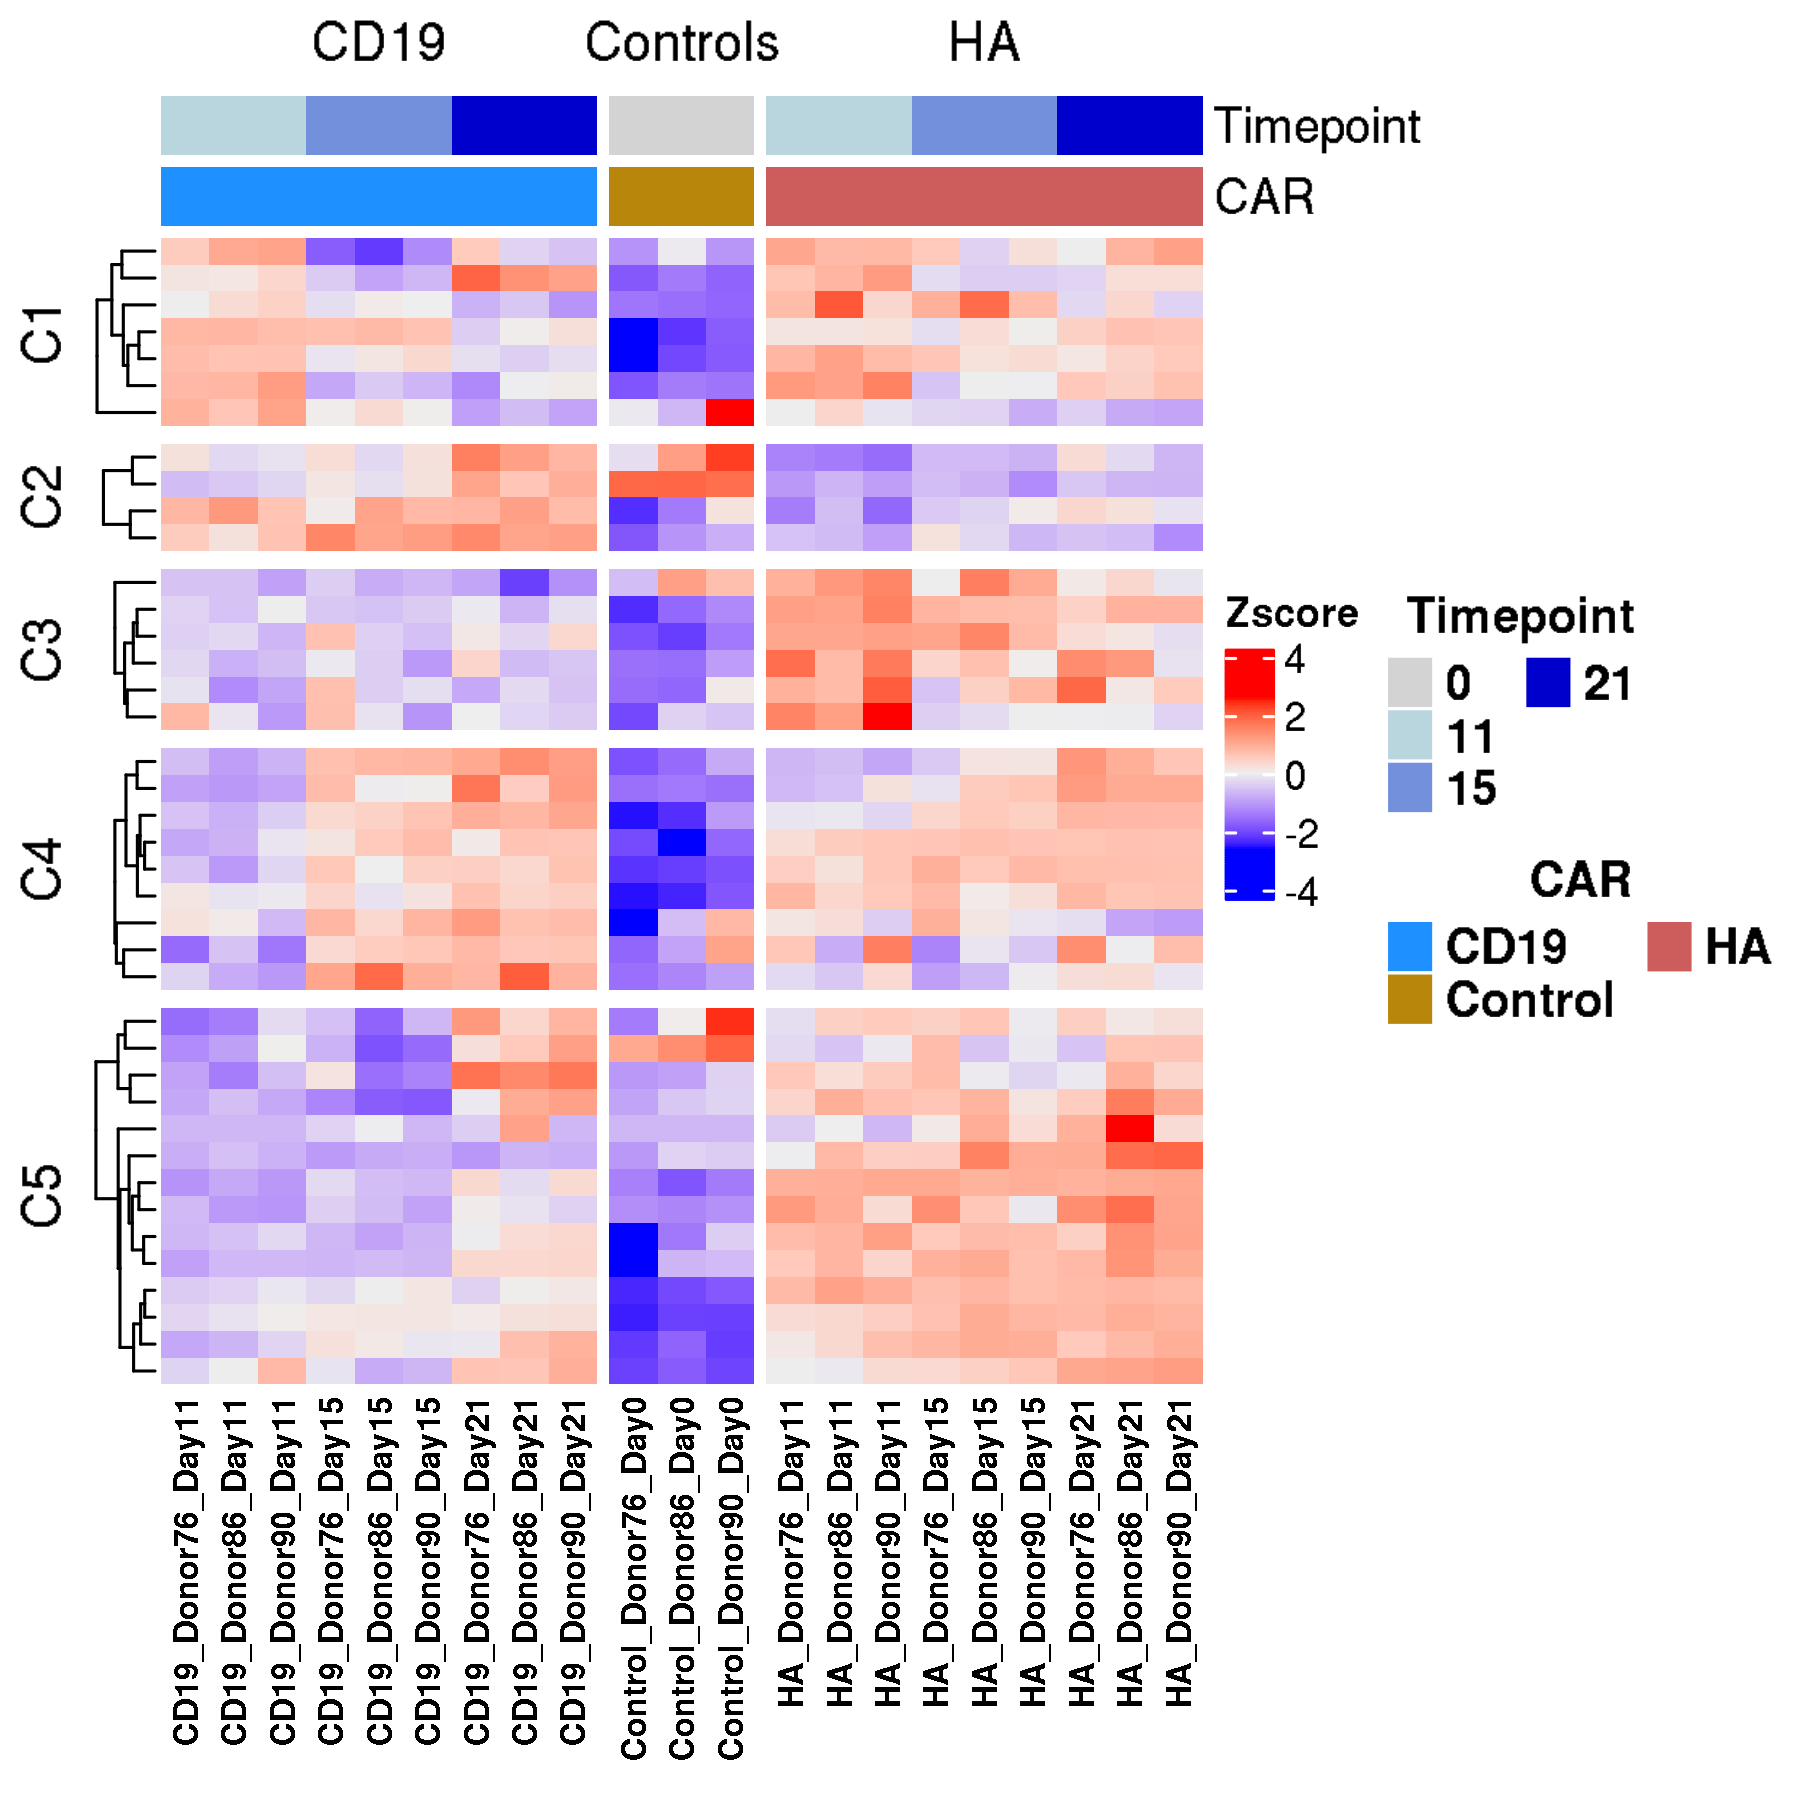 CD19 Controls HA
Timepoint
CAR
C1
C2
C3
C4
C5
Zscore
4
2
0
-2
-4
Timepoint
0 21
11
15
CAR
CD19 HA
Control
CD19_Donor76_Day11
CD19_Donor86_Day11
CD19_Donor90_Day11
CD19_Donor76_Day15
CD19_Donor86_Day15
CD19_Donor90_Day15
CD19_Donor76_Day21
CD19_Donor86_Day21
CD19_Donor90_Day21
Control_Donor76_Day0
Control_Donor86_Day0
Control_Donor90_Day0
HA_Donor76_Day11
HA_Donor86_Day11
HA_Donor90_Day11
HA_Donor76_Day15
HA_Donor86_Day15
HA_Donor90_Day15
HA_Donor76_Day21
HA_Donor86_Day21
HA_Donor90_Day21